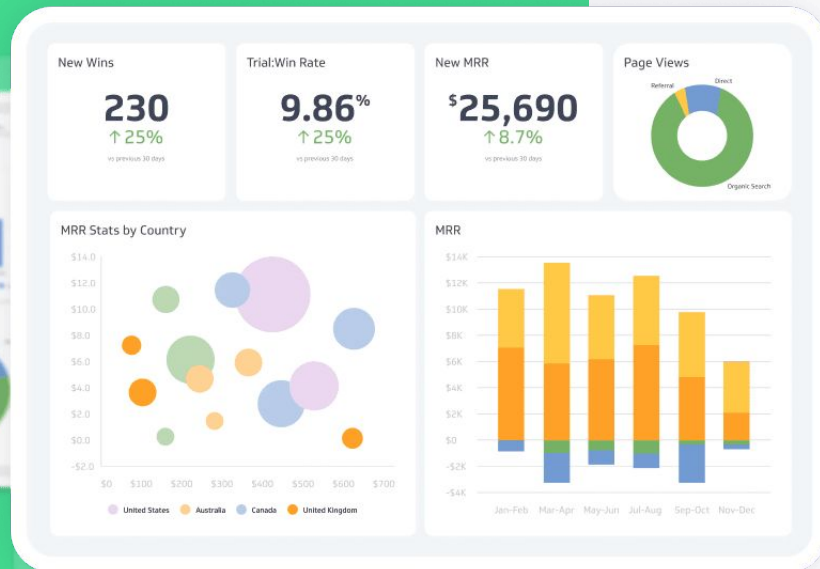 New Wins
230
↑25%
vs previous 30 days
Trial:Win Rate
9.86%
↑25%
vs previous 30 days
New MRR
$25,690
↑8.7%
vs previous 30 days
Page Views
Referral
Direct
Organic Search
MRR Stats by Country
$14.0
$12.0
$10.0
$8.0
$6.0
$4.0
$2.0
$0.0
-$2.0
$0 $100 $200 $300 $400 $500 $600 $700
United States Australia Canada United Kingdom
MRR
$14K
$12K
$10K
$8K
$6K
$4K
$2K
$0
-$2K
-$4K
Jan-Feb Mar-Apr May-Jun Jul-Aug Sep-Oct Nov-Dec